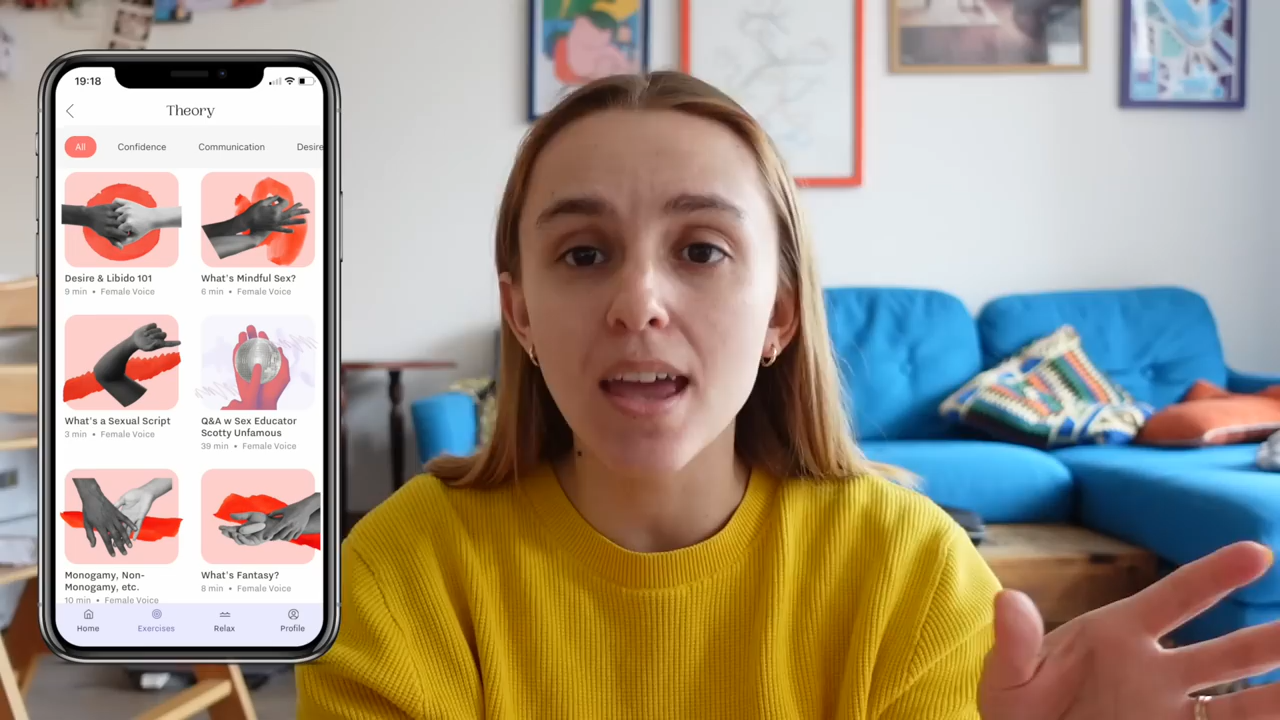 19:18
Theory
All Confidence Communication Desire
Desire & Libido 101
9 min • Female Voice
What's Mindful Sex?
6 min • Female Voice
What's a Sexual Script
3 min • Female Voice
Q&A w Sex Educator
Scotty Unfamous
39 min • Female Voice
Monogamy, Non-
Monogamy, etc.
10 min • Female Voice
What's Fantasy?
8 min • Female Voice
Home Exercises Relax Profile